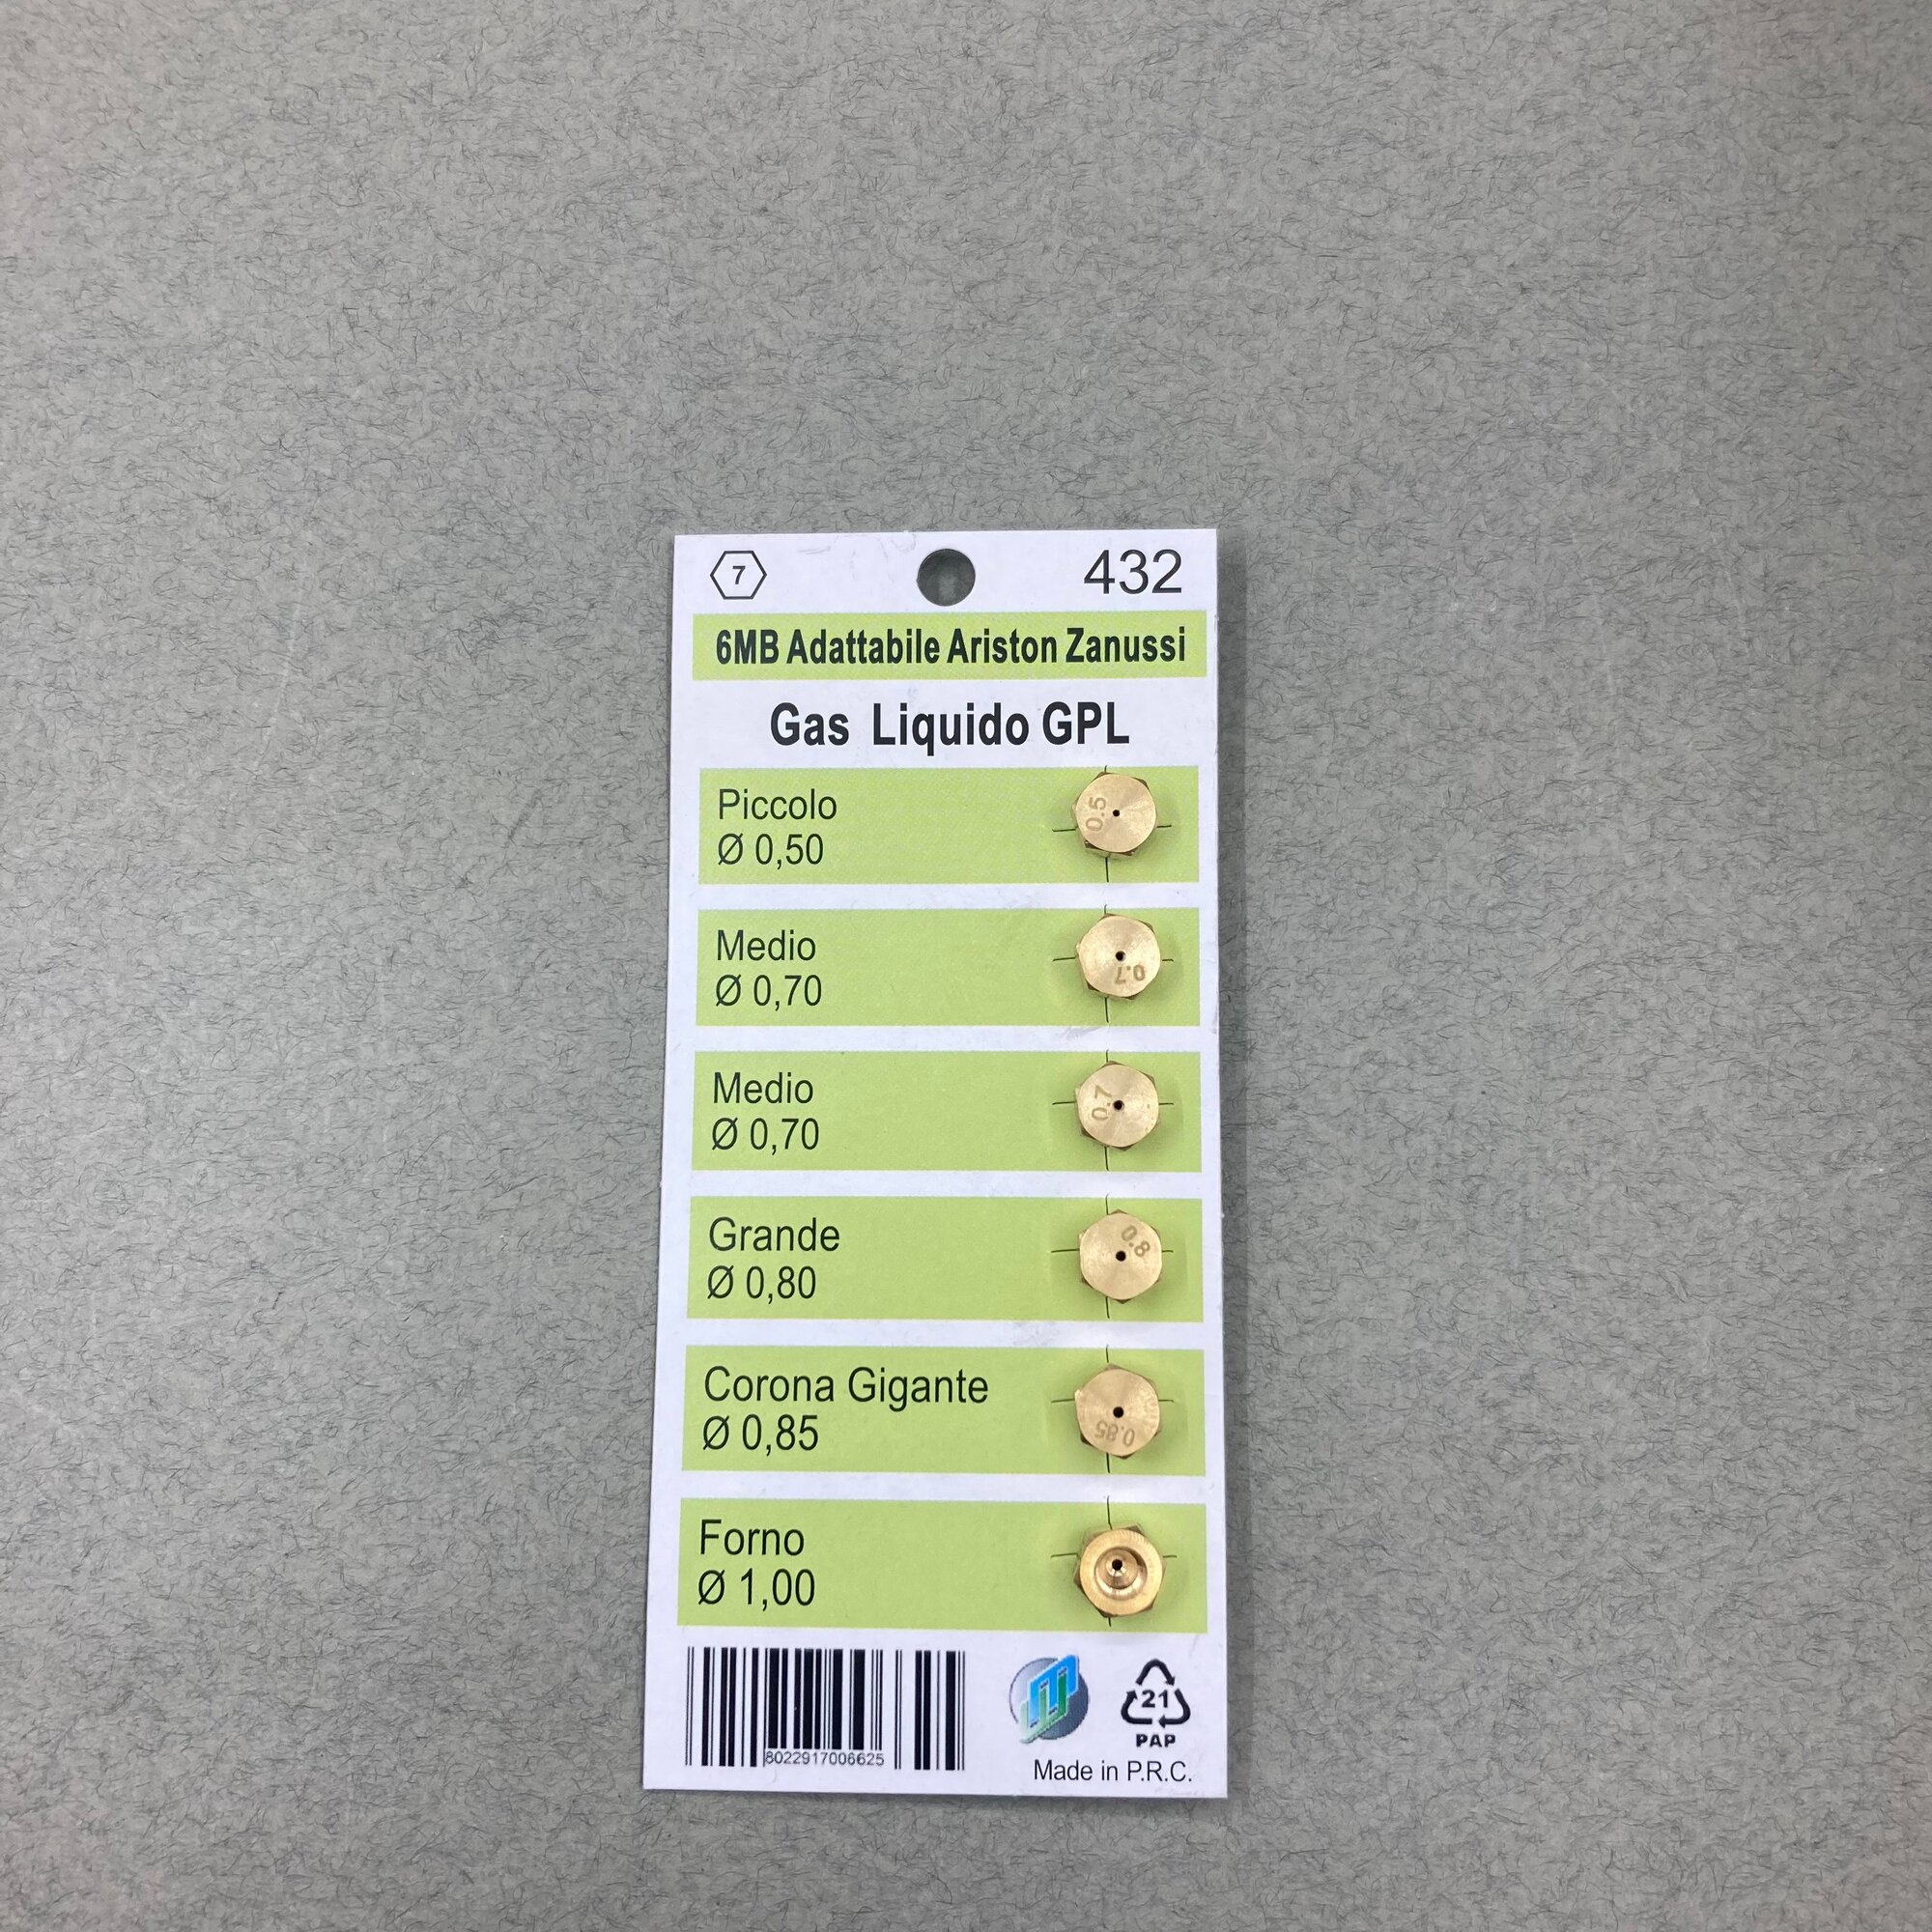 7
432
6MB Adattabile Ariston Zanussi
Gas Liquido GPL
Piccolo
Ø 0,50
0.5
Medio
Ø 0,70
0.7
Medio
Ø 0,70
0.7
Grande
Ø 0,80
0.8
Corona Gigante
Ø 0,85
0.85
Forno
Ø 1,00
8022917006625
21
PAP
Made in P.R.C.